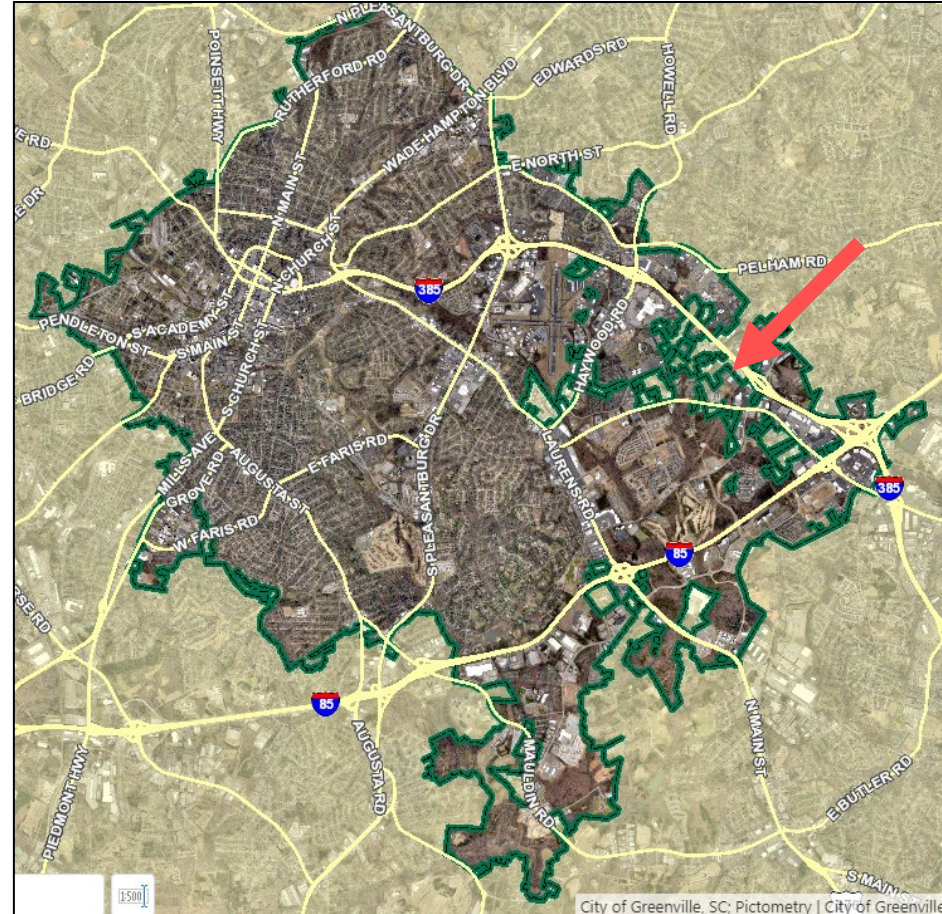 N PLEASANTBURG DR
POINSETT HWY
RUTHERFORD RD
EDWARDS RD
HOWELL RD
WADE HAMPTON BLVD
E NORTH ST
N MAIN ST
N CHURCH ST
385
PELHAM RD
PENDLETON ST
S ACADEMY ST
S MAIN ST
BRIDGE RD
S CHURCH ST
HAYWOOD RD
MILLS AVE
GROVE RD
AUGUSTA ST
E FARIS RD
S PLEASANTBURG DR
LAURENS RD
385
W FARIS RD
85
85
AUGUSTA RD
PIEDMONT HWY
MAULDIN RD
N MAIN ST
E BUTLER RD
S MAIN ST
1:500
City of Greenville, SC; Pictometry | City of Greenville